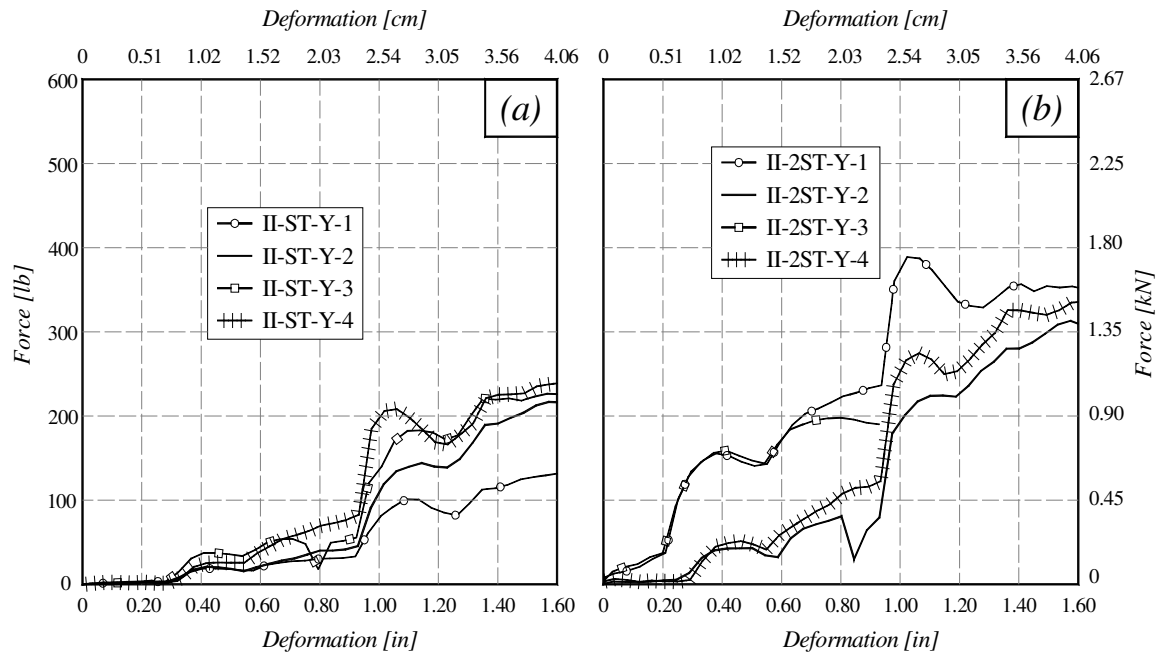 Deformation [cm] Deformation [cm]
0 0.51 1.02 1.52 2.03 2.54 3.05 3.56 4.06 0 0.51 1.02 1.52 2.03 2.54 3.05 3.56 4.06
600 (a) (b) 2.67
500 2.25
400 1.80
300 1.35
200 0.90
100 0.45
0 0
Force [lb]
II-ST-Y-1
II-ST-Y-2
II-ST-Y-3
II-ST-Y-4
II-2ST-Y-1
II-2ST-Y-2
II-2ST-Y-3
II-2ST-Y-4
Force [kN]
0 0.20 0.40 0.60 0.80 1.00 1.20 1.40 1.60 0 0.20 0.40 0.60 0.80 1.00 1.20 1.40 1.60
Deformation [in] Deformation [in]